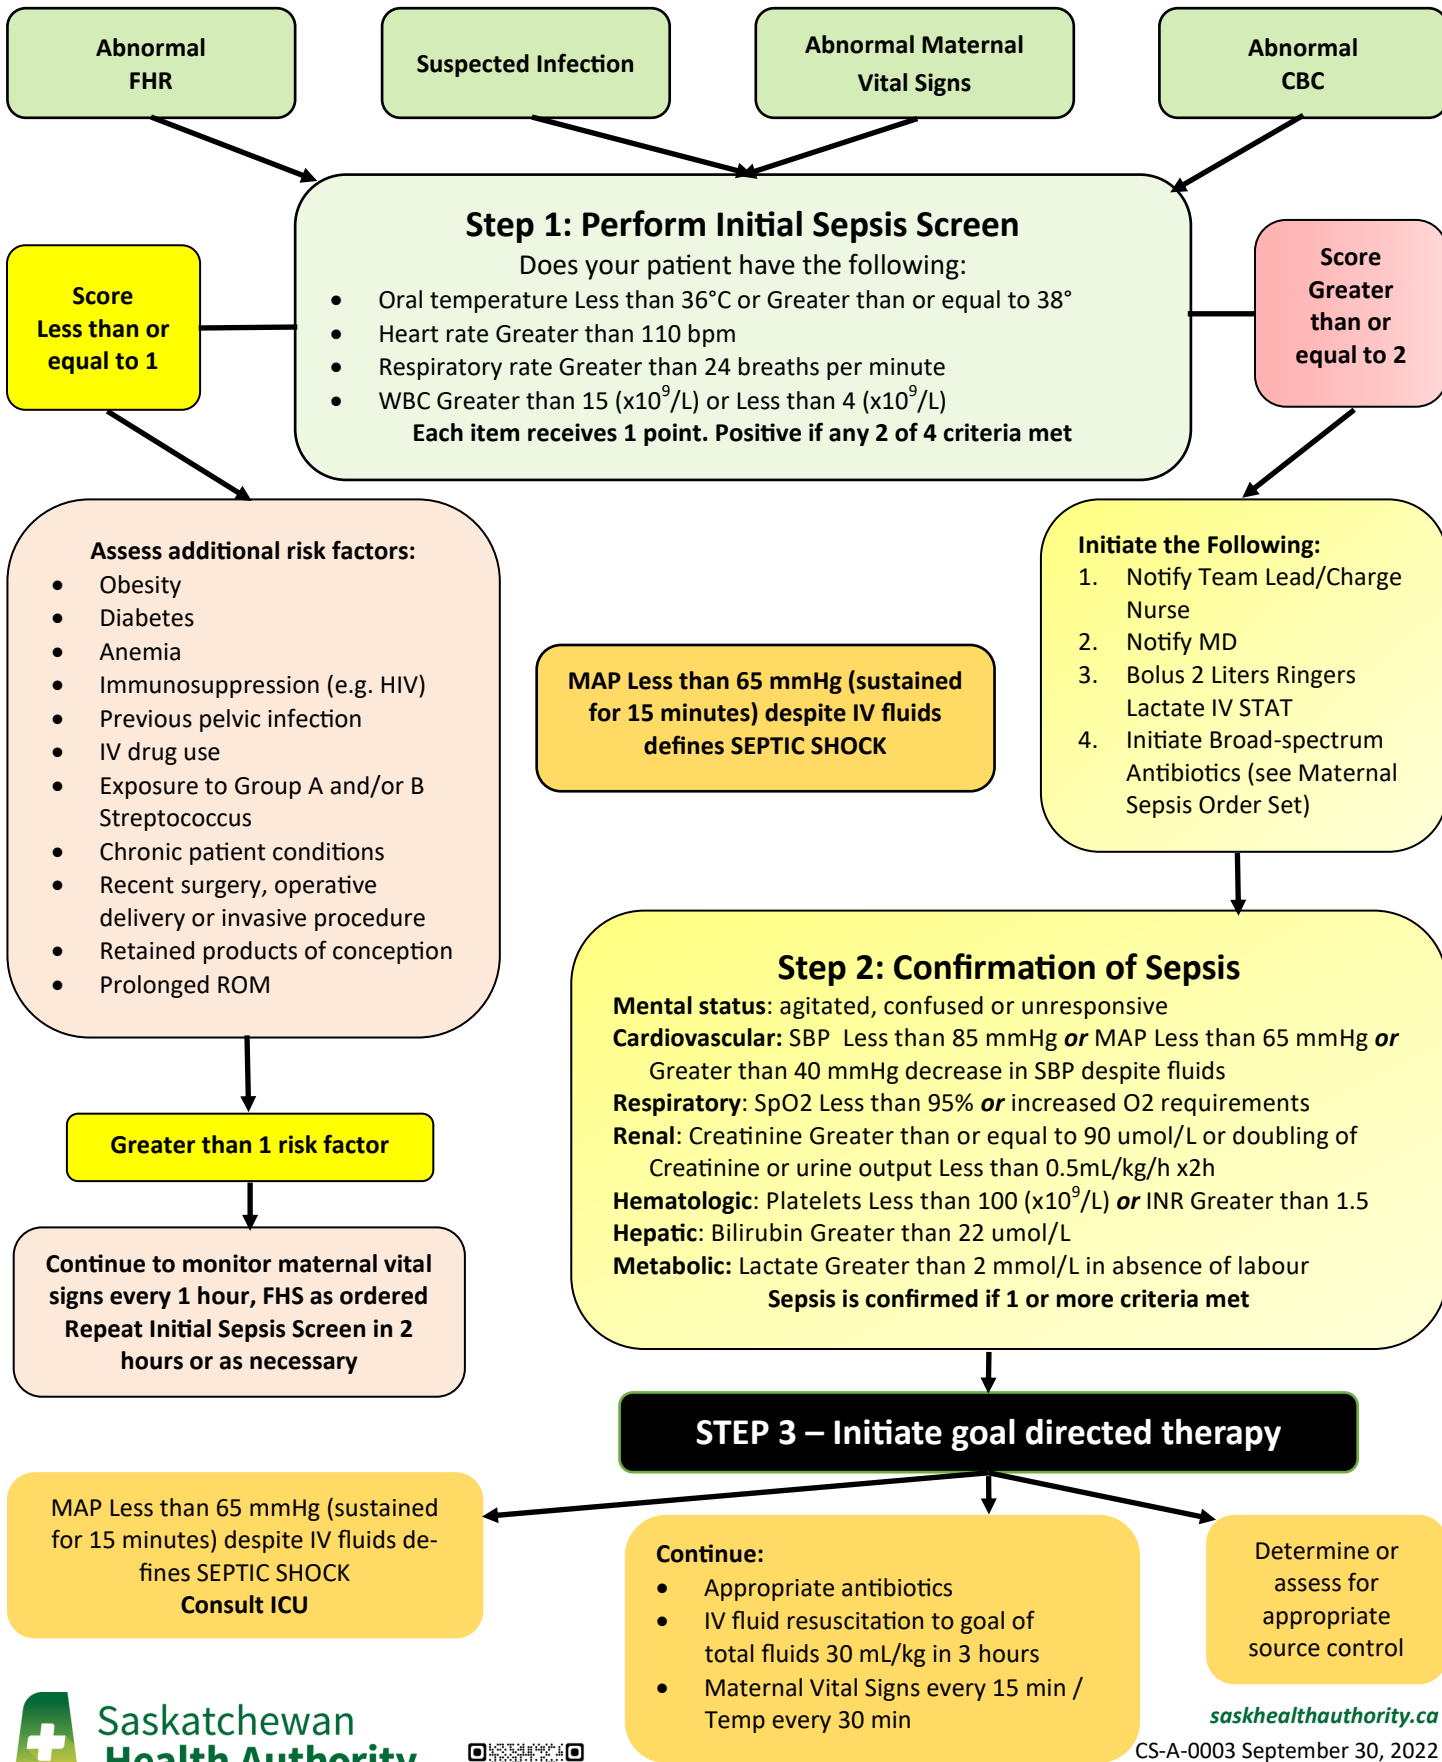 Abnormal
FHR
Suspected Infection
Abnormal Maternal
Vital Signs
Abnormal
CBC
Step 1: Perform Initial Sepsis Screen
Does your patient have the following:
• Oral temperature Less than 36°C or Greater than or equal to 38°
• Heart rate Greater than 110 bpm
• Respiratory rate Greater than 24 breaths per minute
• WBC Greater than 15 (x10⁹/L) or Less than 4 (x10⁹/L)
Each item receives 1 point. Positive if any 2 of 4 criteria met
Score
Less than or
equal to 1
Score
Greater
than or
equal to 2
Assess additional risk factors:
• Obesity
• Diabetes
• Anemia
• Immunosuppression (e.g. HIV)
• Previous pelvic infection
• IV drug use
• Exposure to Group A and/or B
Streptococcus
• Chronic patient conditions
• Recent surgery, operative
delivery or invasive procedure
• Retained products of conception
• Prolonged ROM
MAP Less than 65 mmHg (sustained
for 15 minutes) despite IV fluids
defines SEPTIC SHOCK
Initiate the Following:
1. Notify Team Lead/Charge
Nurse
2. Notify MD
3. Bolus 2 Liters Ringers
Lactate IV STAT
4. Initiate Broad-spectrum
Antibiotics (see Maternal
Sepsis Order Set)
Greater than 1 risk factor
Continue to monitor maternal vital
signs every 1 hour, FHS as ordered
Repeat Initial Sepsis Screen in 2
hours or as necessary
Step 2: Confirmation of Sepsis
Mental status: agitated, confused or unresponsive
Cardiovascular: SBP Less than 85 mmHg or MAP Less than 65 mmHg or
Greater than 40 mmHg decrease in SBP despite fluids
Respiratory: SpO2 Less than 95% or increased O2 requirements
Renal: Creatinine Greater than or equal to 90 umol/L or doubling of
Creatinine or urine output Less than 0.5mL/kg/h x2h
Hematologic: Platelets Less than 100 (x10⁹/L) or INR Greater than 1.5
Hepatic: Bilirubin Greater than 22 umol/L
Metabolic: Lactate Greater than 2 mmol/L in absence of labour
Sepsis is confirmed if 1 or more criteria met
STEP 3 – Initiate goal directed therapy
MAP Less than 65 mmHg (sustained
for 15 minutes) despite IV fluids de-
fines SEPTIC SHOCK
Consult ICU
Continue:
• Appropriate antibiotics
• IV fluid resuscitation to goal of
total fluids 30 mL/kg in 3 hours
• Maternal Vital Signs every 15 min /
Temp every 30 min
Determine or
assess for
appropriate
source control
Saskatchewan
Health Authority
saskhealthauthority.ca
CS-A-0003 September 30, 2022